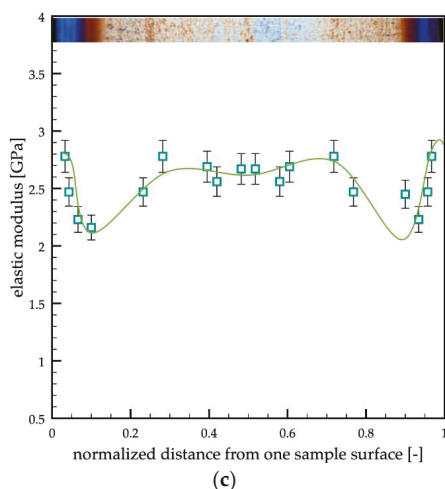 4
3.5
3
2.5
2
1.5
1
0.5
elastic modulus [GPa]
0 0.2 0.4 0.6 0.8 1
normalized distance from one sample surface [-]
(c)